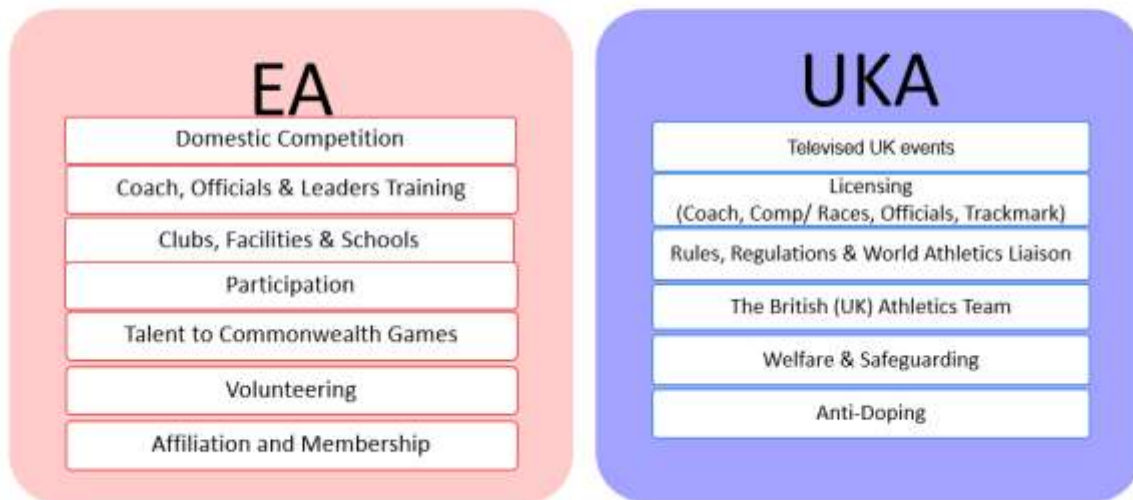 EA
Domestic Competition
Coach, Officials & Leaders Training
Clubs, Facilities & Schools
Participation
Talent to Commonwealth Games
Volunteering
Affiliation and Membership
UKA
Televised UK events
Licensing
(Coach, Comp/ Races, Officials, Trackmark)
Rules, Regulations & World Athletics Liaison
The British (UK) Athletics Team
Welfare & Safeguarding
Anti-Doping